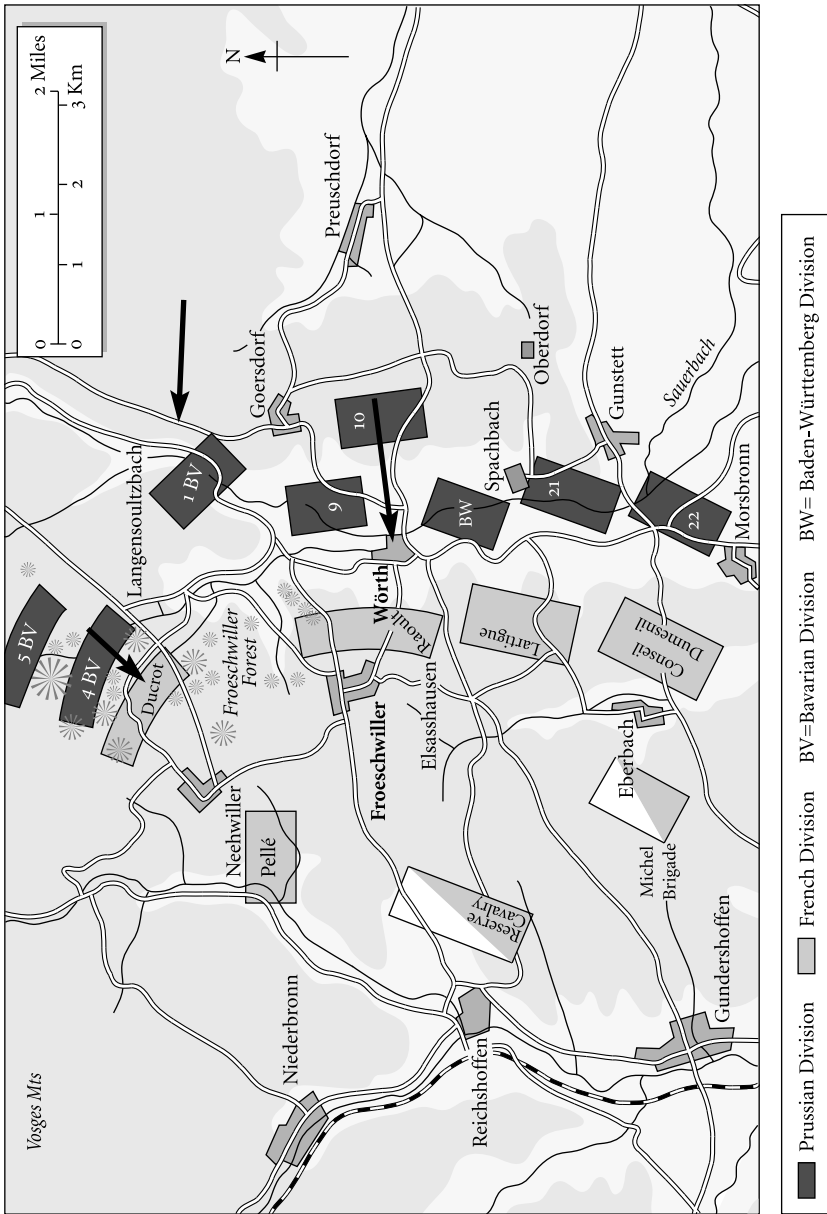 Vosges Mts
Niederbronn
Reichshoffen
Gundershoffen
Neehwiller
Pellé
Reserve
Cavalry
Michel
Brigade
Eberbach
Froeschwiller
Elsasshausen
5 BV
4 BV
Ducrot
Froeschwiller
Forest
Langensoultzbach
Raoult
Wörth
Lartigue
Conseil
Dumesnil
1 BV
9
10
BW
21
22
Goersdorf
Spachbach
Oberdorf
Gunstett
Morsbronn
Sauerbach
Preuschdorf
N
0 1 2 Miles
0 1 2 3 Km
Prussian Division
French Division
BV=Bavarian Division
BW= Baden-Württemberg Division